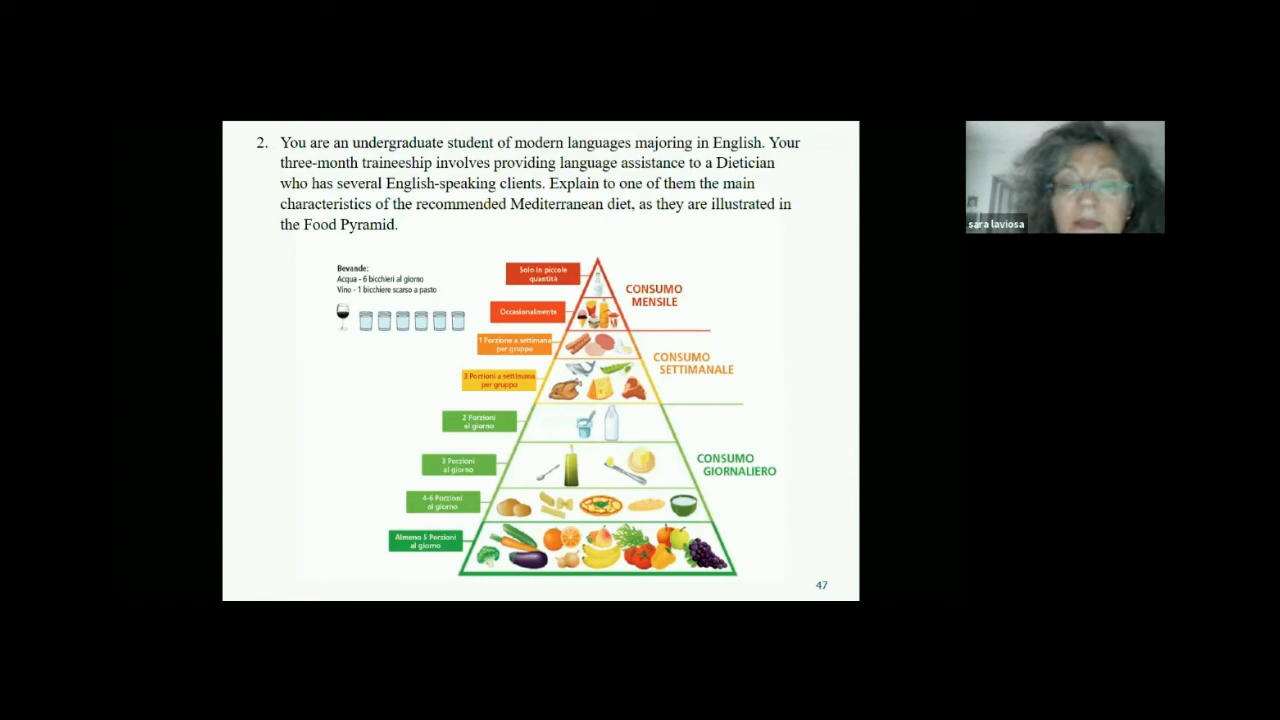 2. You are an undergraduate student of modern languages majoring in English. Your
three-month traineeship involves providing language assistance to a Dietician
who has several English-speaking clients. Explain to one of them the main
characteristics of the recommended Mediterranean diet, as they are illustrated in
the Food Pyramid.
Bevande:
Acqua - 6 bicchieri al giorno
Vino - 1 bicchiere scarso a pasto
Solo in piccole
quantità
CONSUMO
MENSILE
Occasionalmente
1 Porzione a settimana
per gruppo
CONSUMO
SETTIMANALE
3 Porzioni a settimana
per gruppo
2 Porzioni
al giorno
3 Porzioni
al giorno
CONSUMO
GIORNALIERO
4-6 Porzioni
al giorno
Almeno 5 Porzioni
al giorno
47
sara laviosa